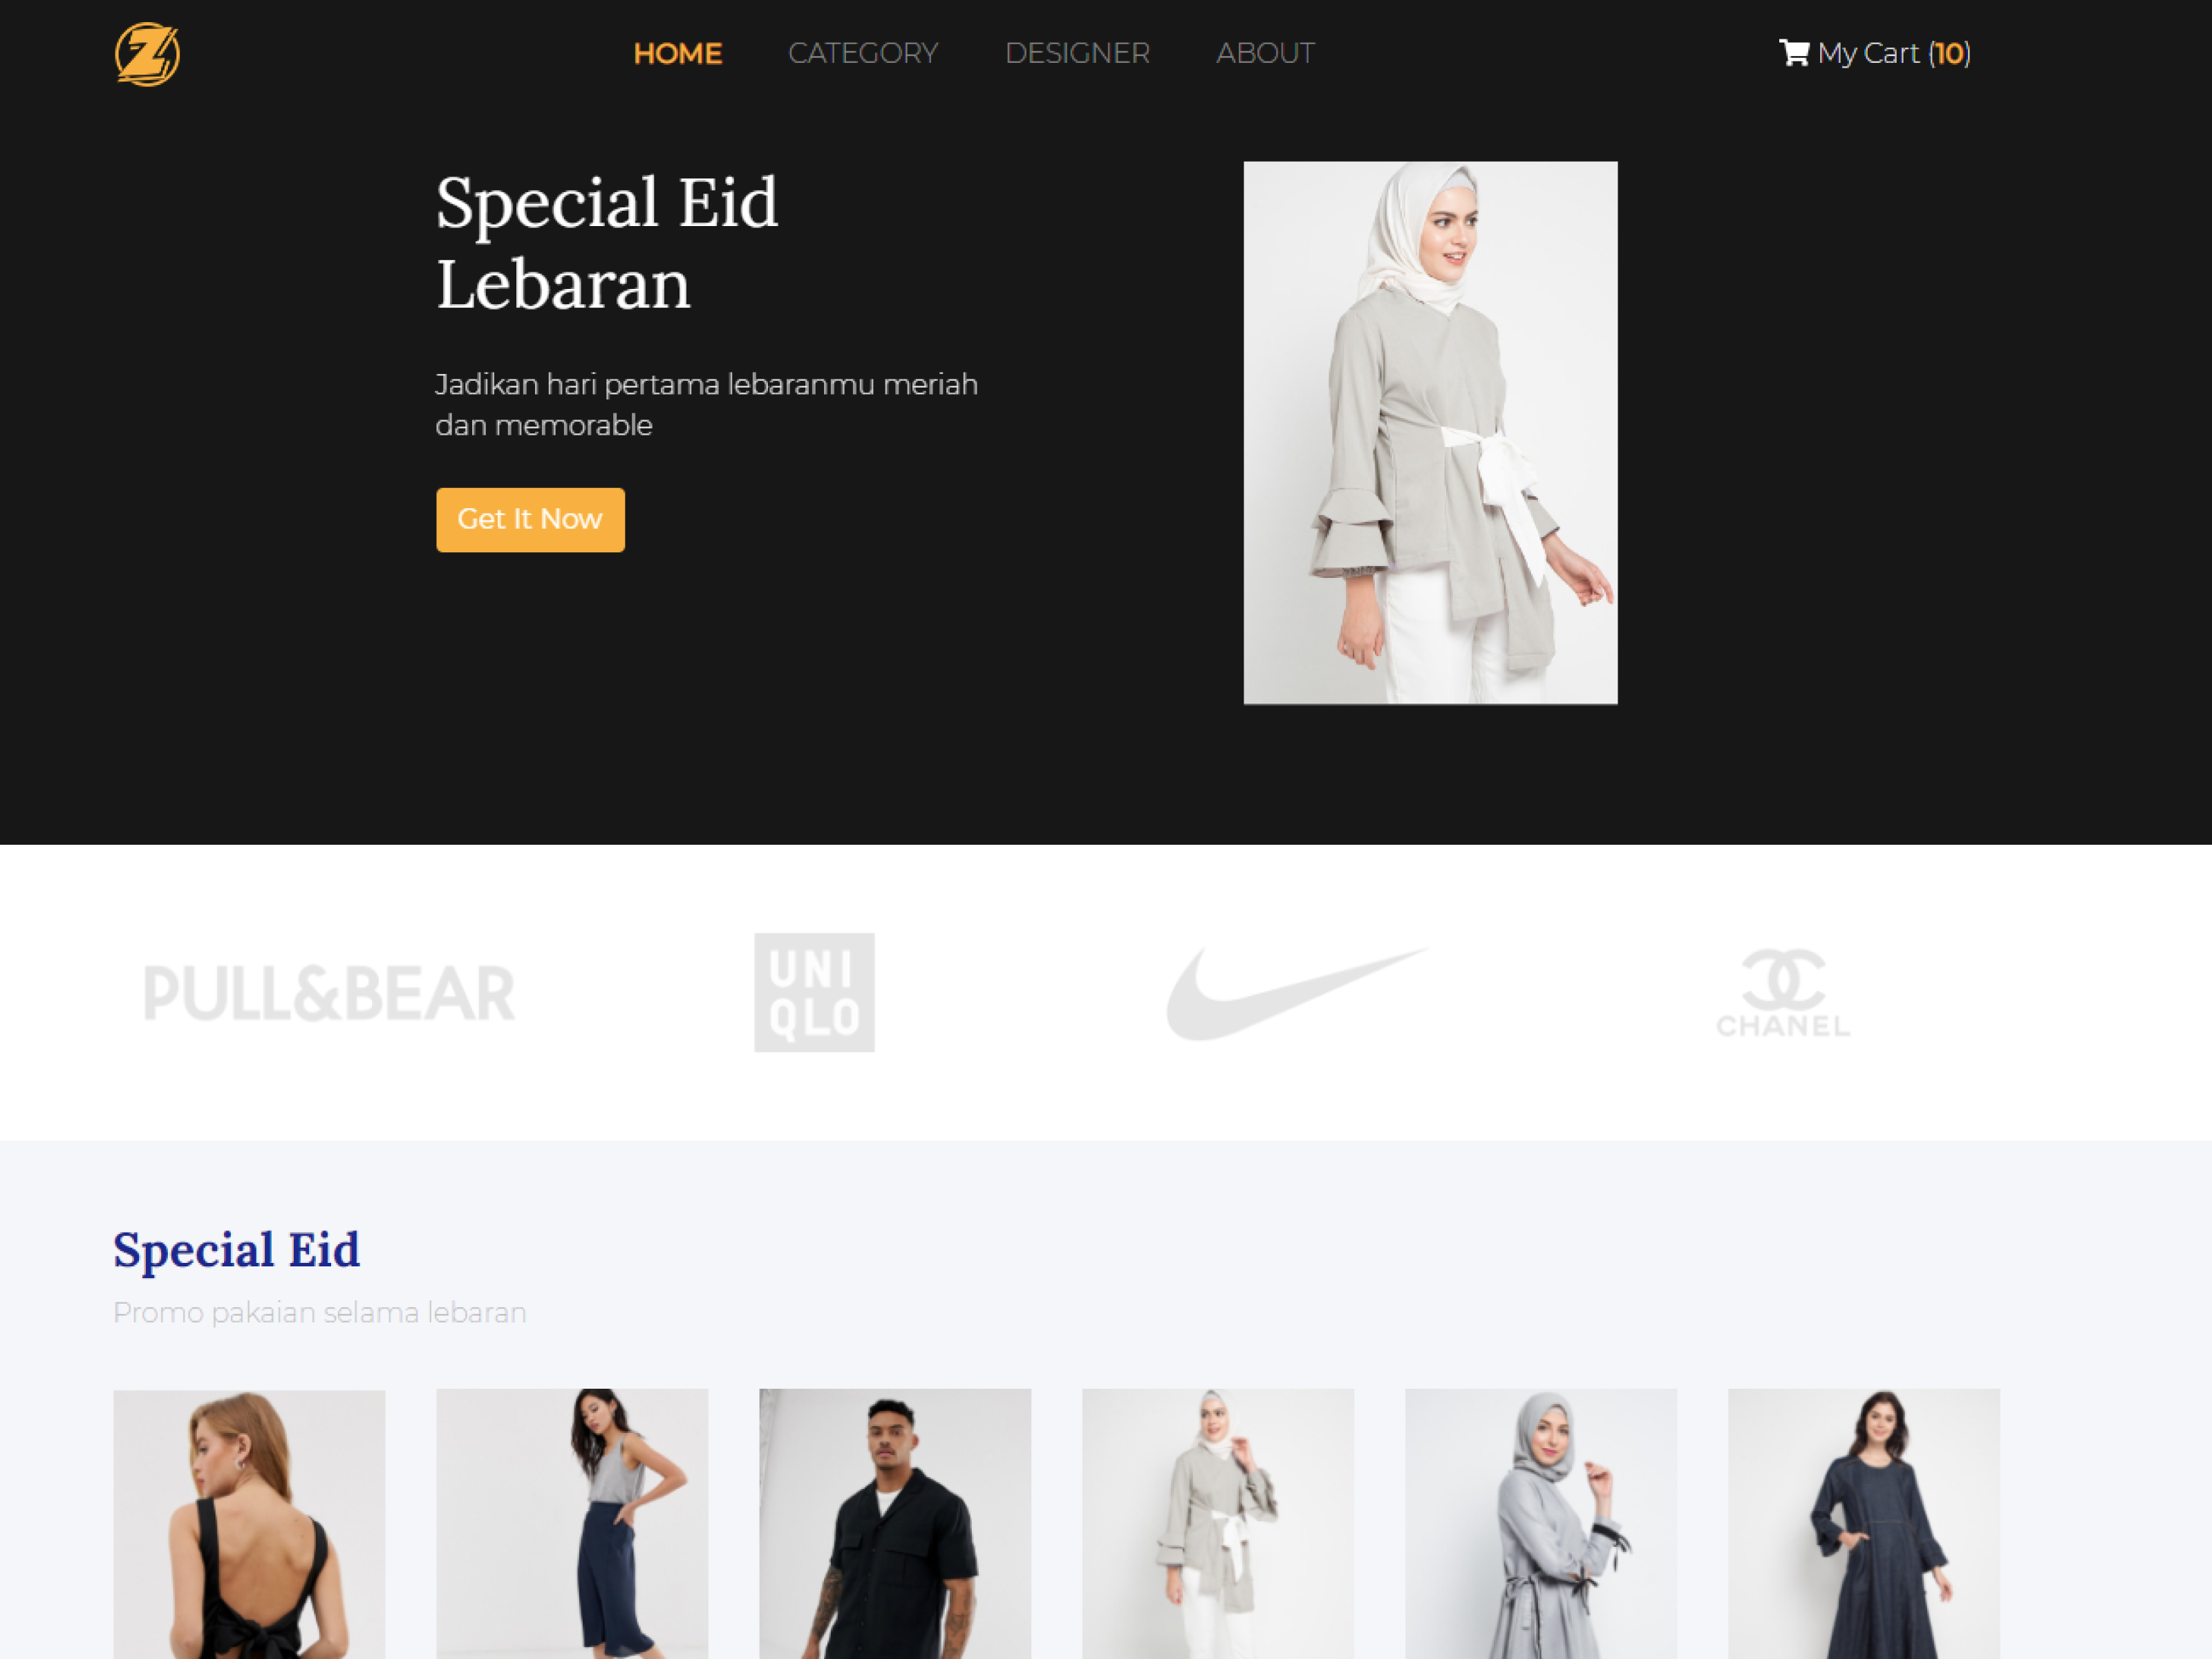 Z
HOME
CATEGORY
DESIGNER
ABOUT
My Cart (10)
Special Eid
Lebaran
Jadikan hari pertama lebaranmu meriah
dan memorable
Get It Now
PULL&BEAR
UNI
QLO
CHANEL
Special Eid
Promo pakaian selama lebaran